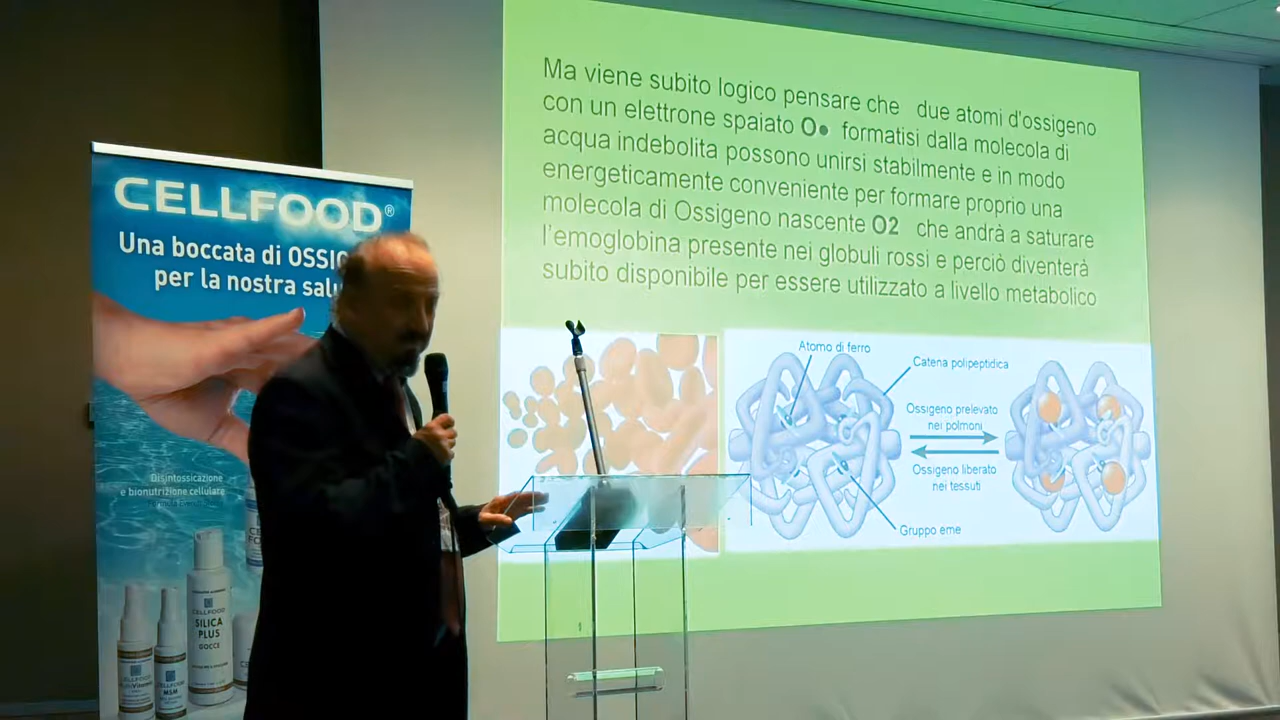 CELLFOOD®
Una boccata di
per la nostra
Disintossicazione
e bionutrizione cellulare
CELLFOOD
SILICA
PLUS
GOCCE
CELLFOOD
MSM
Ma viene subito logico pensare che due atomi d'ossigeno
con un elettrone spaiato O• formatisi dalla molecola di
acqua indebolita possono unirsi stabilmente e in modo
energeticamente conveniente per formare proprio una
molecola di Ossigeno nascente O2 che andrà a saturare
l'emoglobina presente nei globuli rossi e perciò diventerà
subito disponibile per essere utilizzato a livello metabolico
Atomo di ferro
Catena polipeptidica
Ossigeno prelevato
nei polmoni
Ossigeno liberato
nei tessuti
Gruppo eme